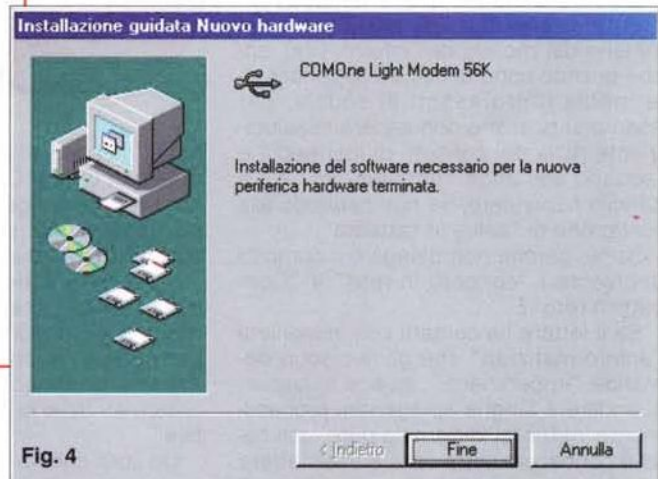 Installazione guidata Nuovo hardware
COMOne Light Modem 56K
Installazione del software necessario per la nuova
periferica hardware terminata.
< Indietro
Fine
Annulla
Fig. 4